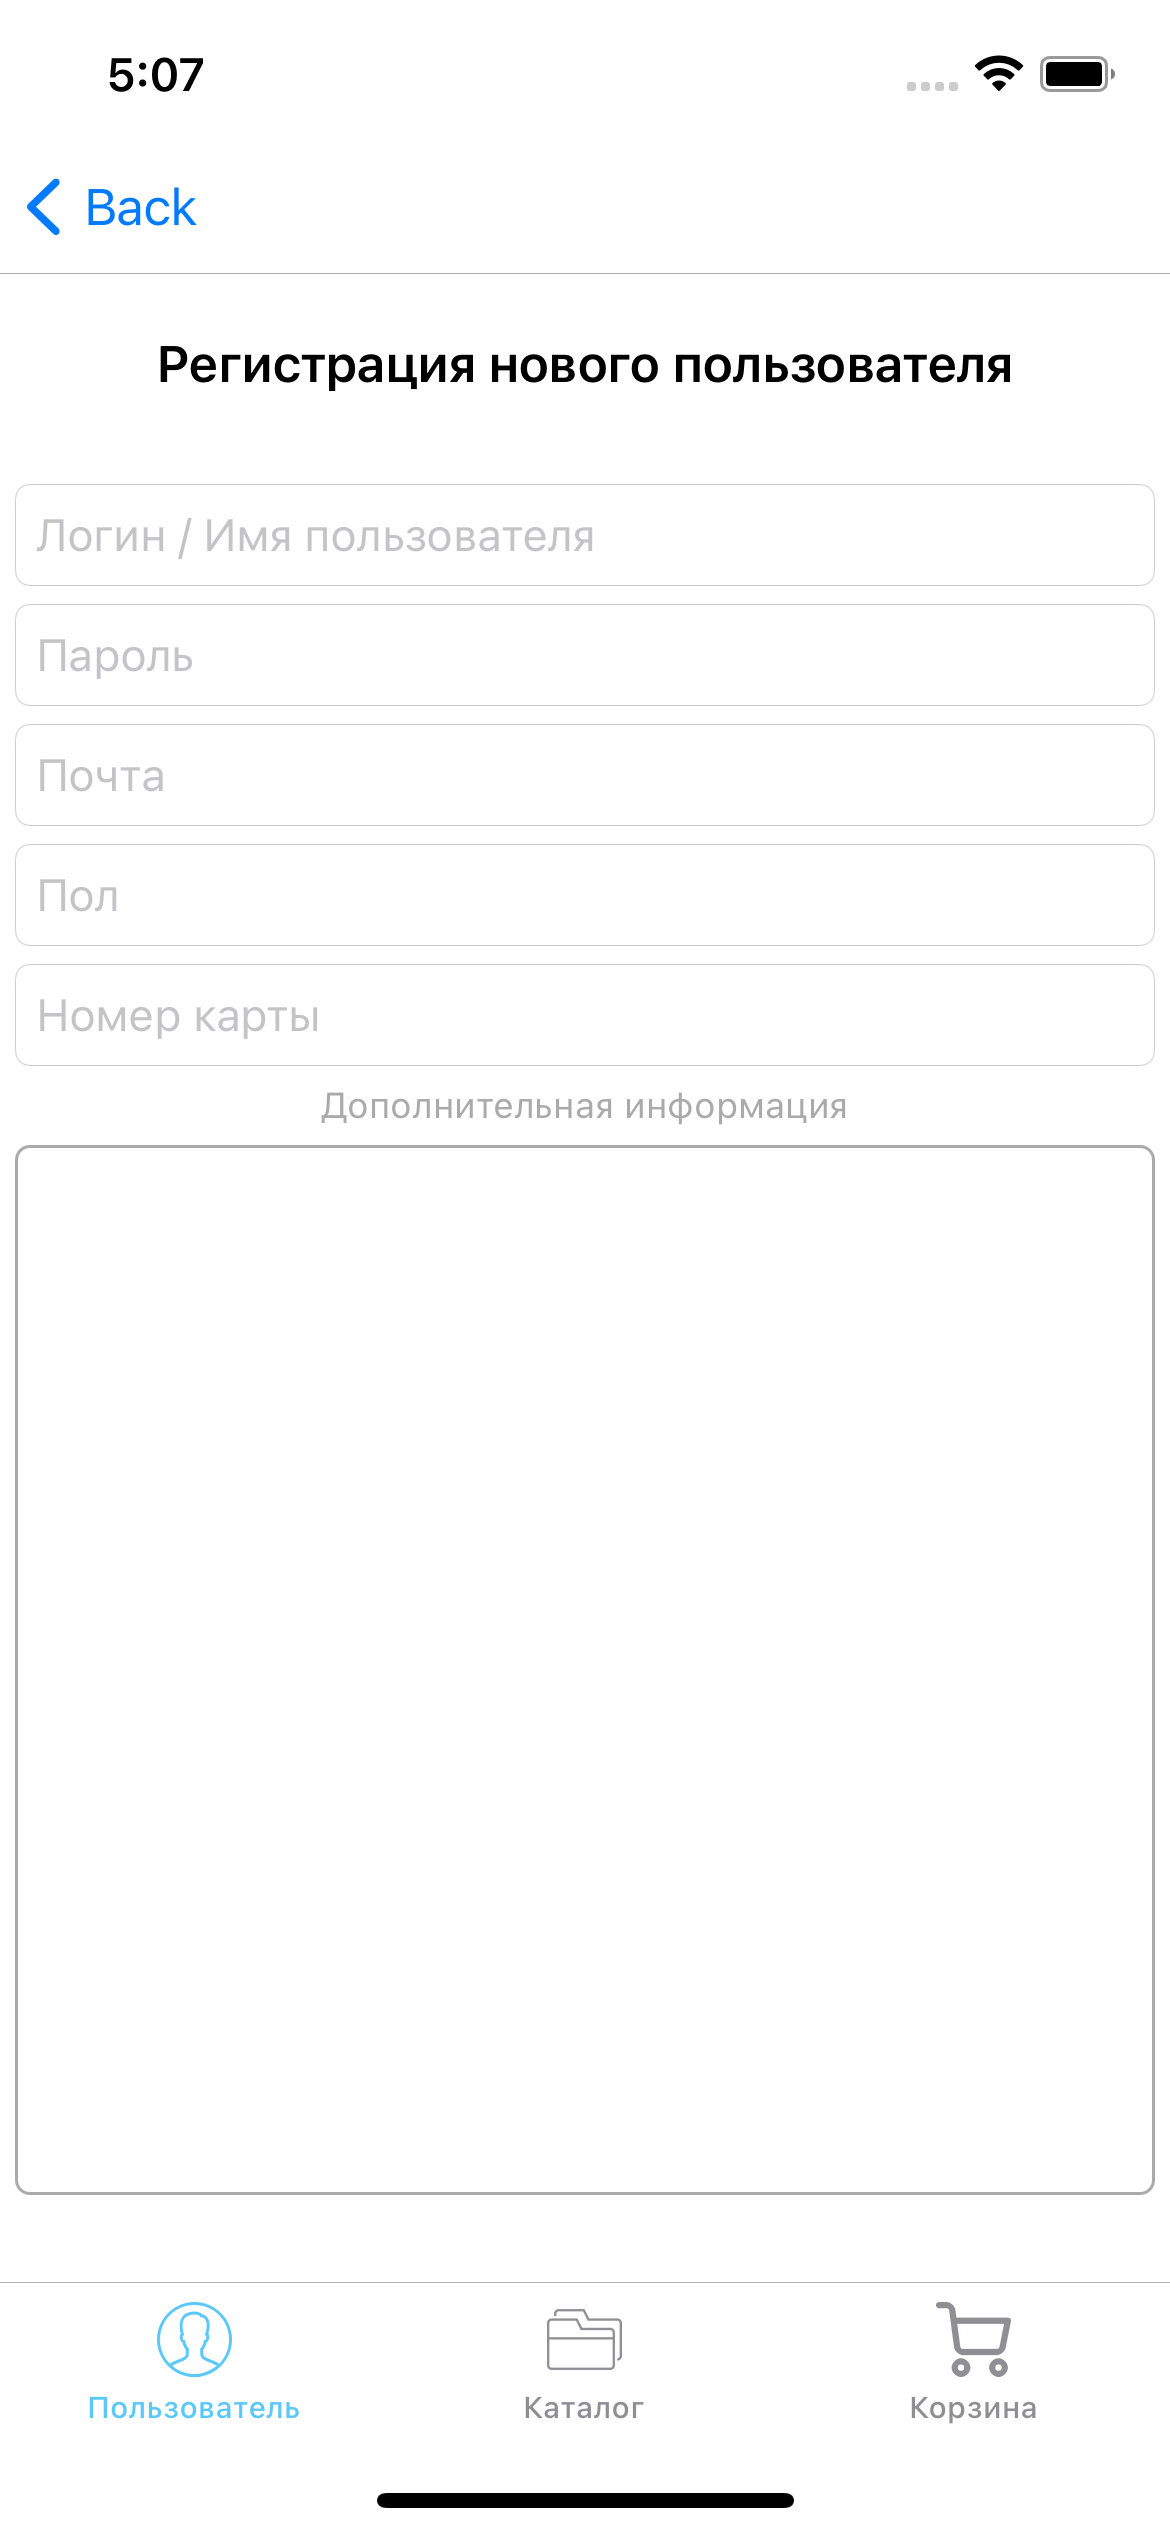 5:07
Back
Регистрация нового пользователя
Логин / Имя пользователя
Пароль
Почта
Пол
Номер карты
Дополнительная информация
Пользователь
Каталог
Корзина